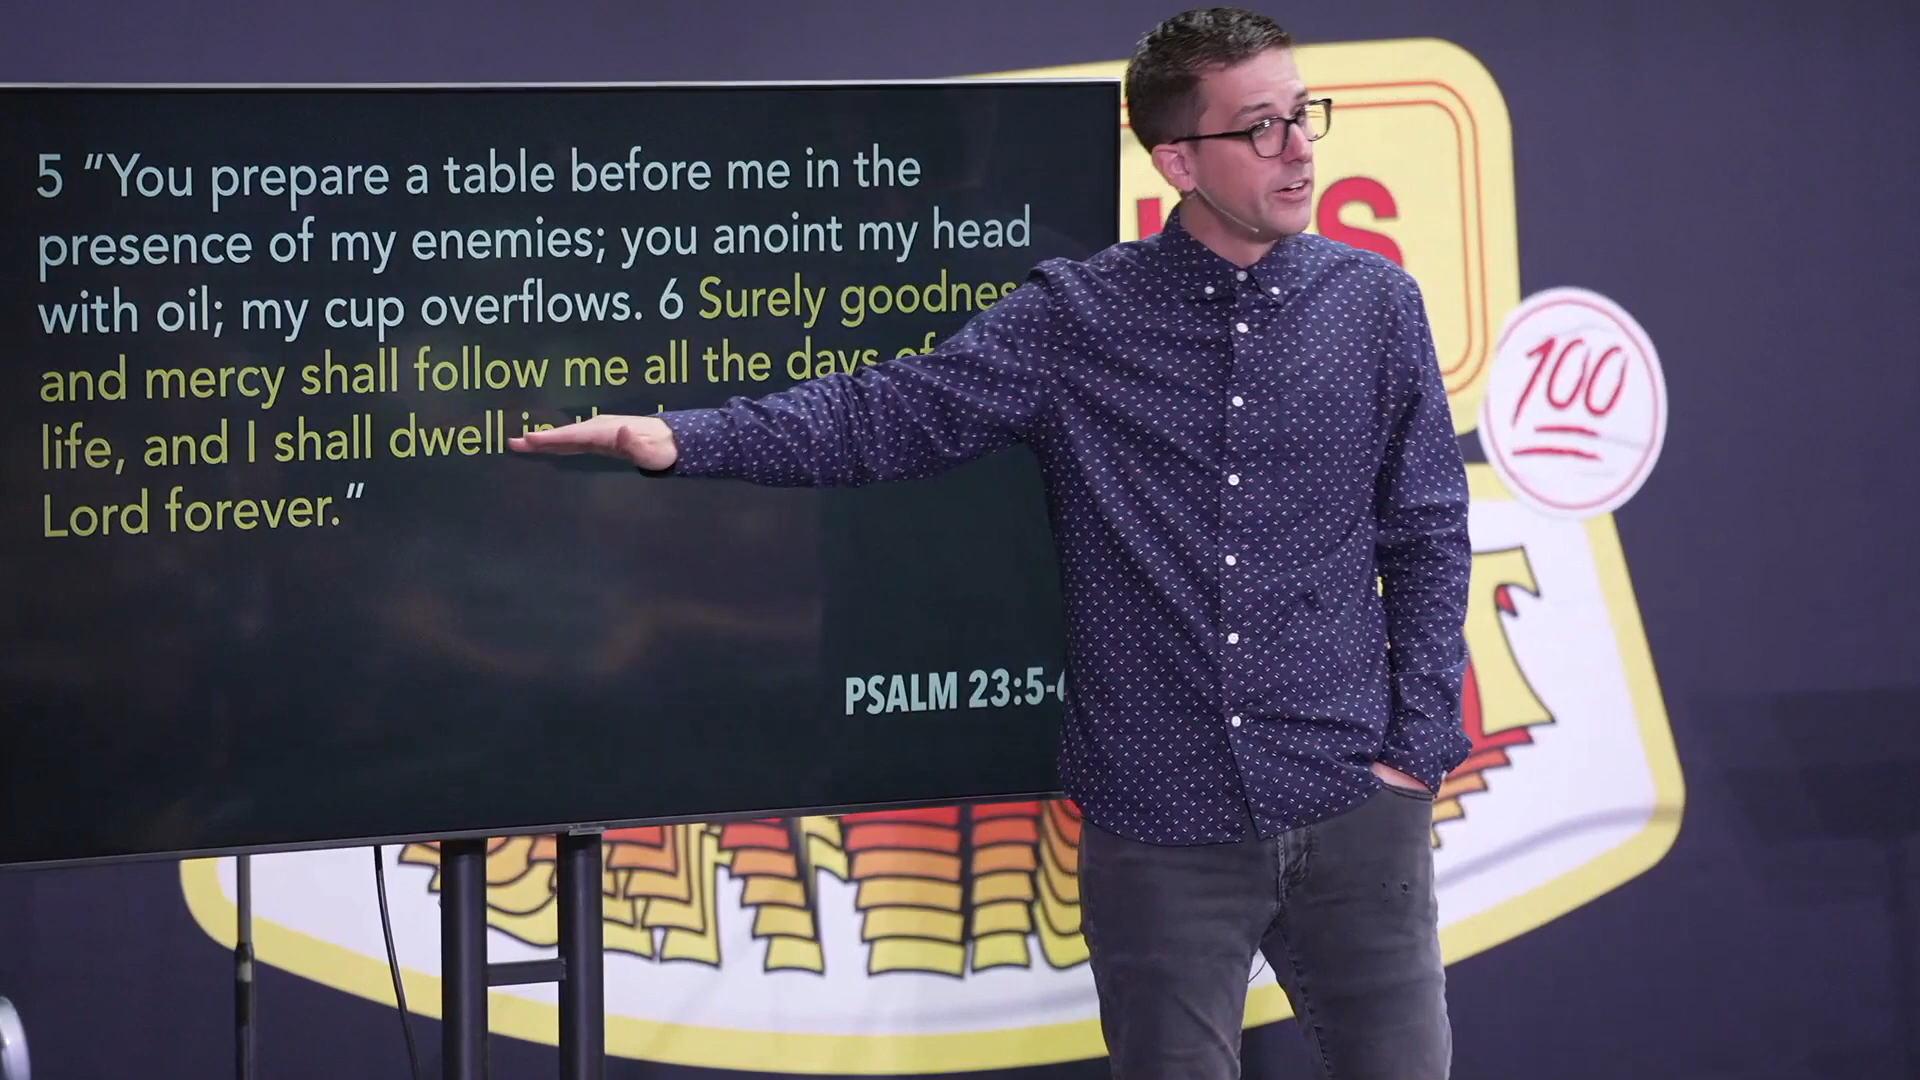 5 “You prepare a table before me in the
presence of my enemies; you anoint my head
with oil; my cup overflows. 6 Surely
and mercy shall follow me all the days of
life, and I shall dwell in
Lord forever.”
PSALM 23:5-
100